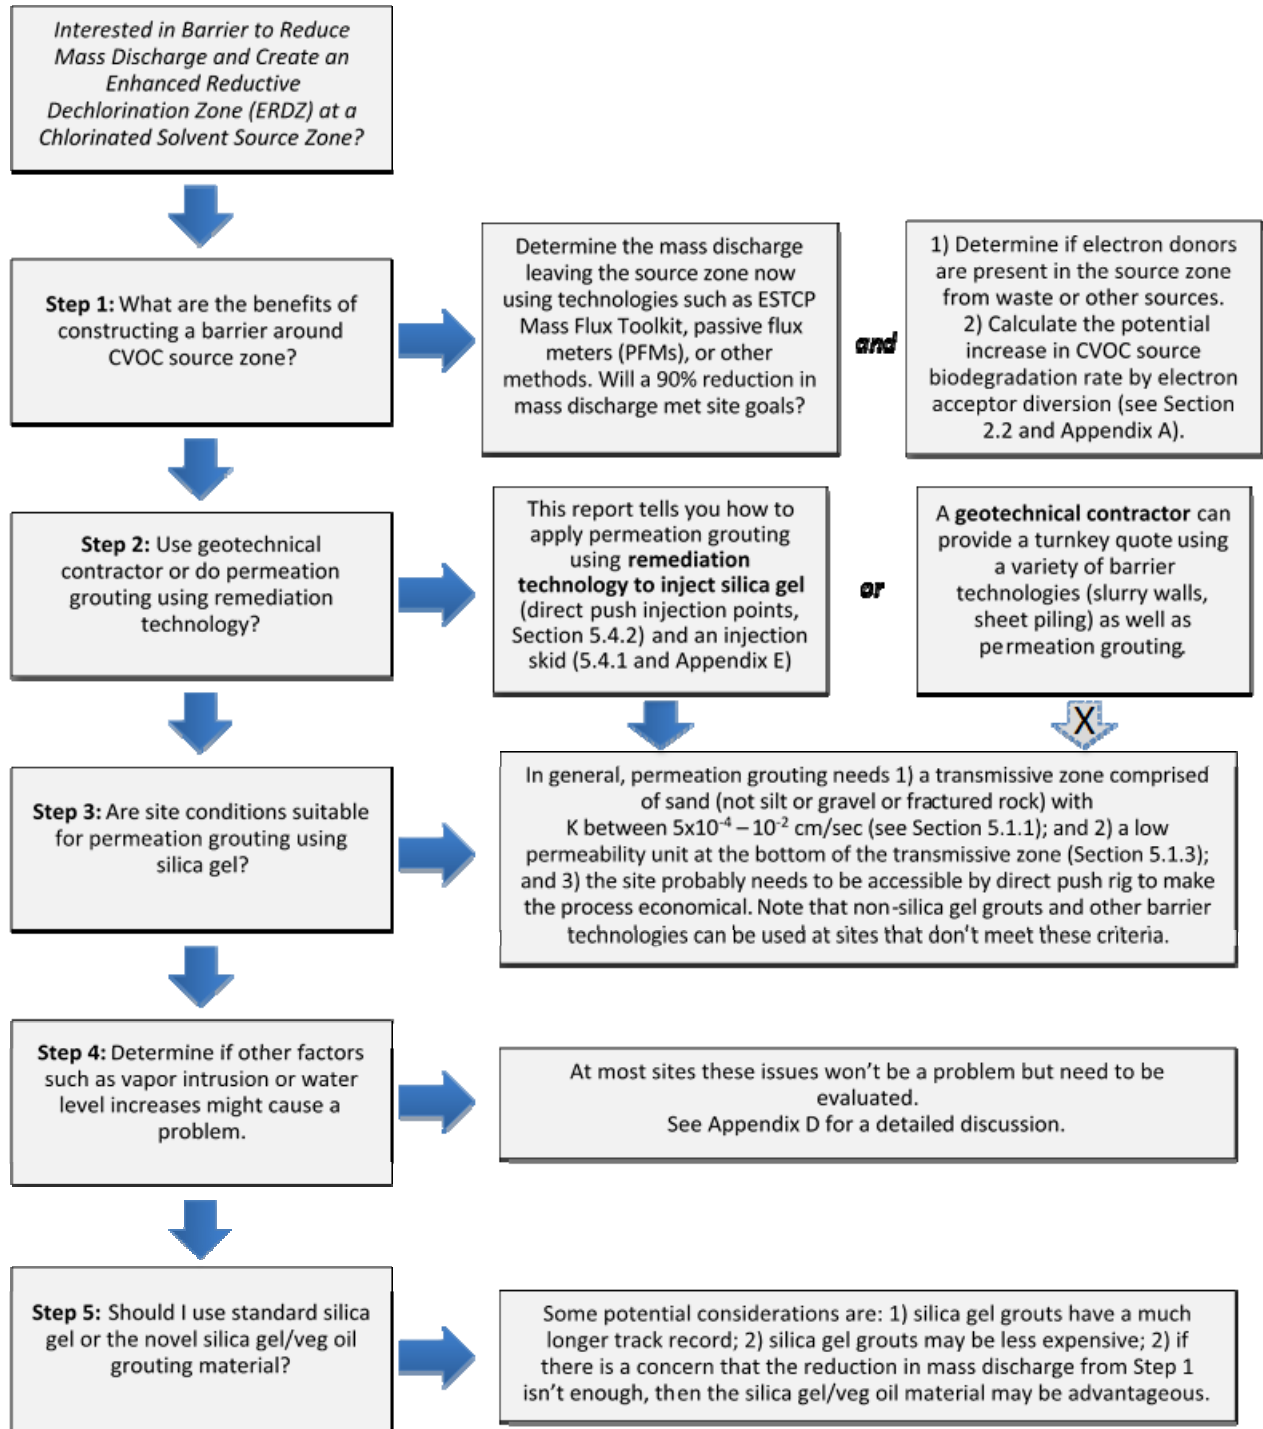 Interested in Barrier to Reduce
Mass Discharge and Create an
Enhanced Reductive
Dechlorination Zone (ERDZ) at a
Chlorinated Solvent Source Zone?
Step 1: What are the benefits of
constructing a barrier around
CVOC source zone?
Determine the mass discharge
leaving the source zone now
using technologies such as ESTCP
Mass Flux Toolkit, passive flux
meters (PFMs), or other
methods. Will a 90% reduction in
mass discharge met site goals?
and
1) Determine if electron donors
are present in the source zone
from waste or other sources.
2) Calculate the potential
increase in CVOC source
biodegradation rate by electron
acceptor diversion (see Section
2.2 and Appendix A).
Step 2: Use geotechnical
contractor or do permeation
grouting using remediation
technology?
This report tells you how to
apply permeation grouting
using remediation
technology to inject silica gel
(direct push injection points,
Section 5.4.2) and an injection
skid (5.4.1 and Appendix E)
or
A geotechnical contractor can
provide a turnkey quote using
a variety of barrier
technologies (slurry walls,
sheet piling) as well as
permeation grouting.
X
Step 3: Are site conditions suitable
for permeation grouting using
silica gel?
In general, permeation grouting needs 1) a transmissive zone comprised
of sand (not silt or gravel or fractured rock) with
K between 5x10⁻⁴ – 10⁻² cm/sec (see Section 5.1.1); and 2) a low
permeability unit at the bottom of the transmissive zone (Section 5.1.3);
and 3) the site probably needs to be accessible by direct push rig to make
the process economical. Note that non-silica gel grouts and other barrier
technologies can be used at sites that don't meet these criteria.
Step 4: Determine if other factors
such as vapor intrusion or water
level increases might cause a
problem.
At most sites these issues won't be a problem but need to be
evaluated.
See Appendix D for a detailed discussion.
Step 5: Should I use standard silica
gel or the novel silica gel/veg oil
grouting material?
Some potential considerations are: 1) silica gel grouts have a much
longer track record; 2) silica gel grouts may be less expensive; 2) if
there is a concern that the reduction in mass discharge from Step 1
isn't enough, then the silica gel/veg oil material may be advantageous.